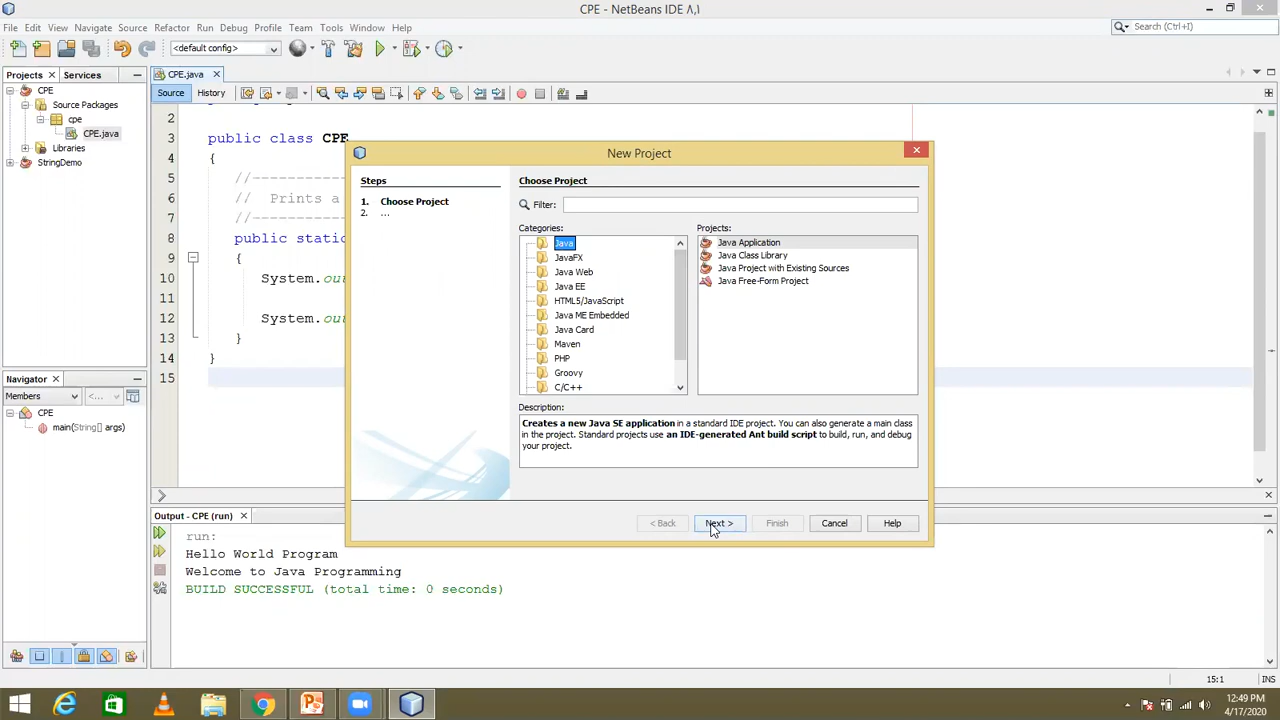 CPE - NetBeans IDE ٨,١
File Edit View Navigate Source Refactor Run Debug Profile Team Tools Window Help
Search (Ctrl+I)
<default config>
Projects Services
CPE.java
CPE
Source Packages
cpe
CPE.java
Libraries
StringDemo
Source History
2
3 public class CPE
4 {
5 //------------
6 // Prints a
7 //------------
8 public static
9 {
10 System.out
11
12 System.out
13 }
14 }
15
New Project
Steps
1. Choose Project
2. ...
Choose Project
Filter:
Categories:
Java
JavaFX
Java Web
Java EE
HTML5/JavaScript
Java ME Embedded
Java Card
Maven
PHP
Groovy
C/C++
Projects:
Java Application
Java Class Library
Java Project with Existing Sources
Java Free-Form Project
Description:
Creates a new Java SE application in a standard IDE project. You can also generate a main class
in the project. Standard projects use an IDE-generated Ant build script to build, run, and debug
your project.
< Back Next > Finish Cancel Help
Navigator
Members <...
CPE
main(String[] args)
Output - CPE (run)
run:
Hello World Program
Welcome to Java Programming
BUILD SUCCESSFUL (total time: 0 seconds)
15:1 INS
12:49 PM
4/17/2020